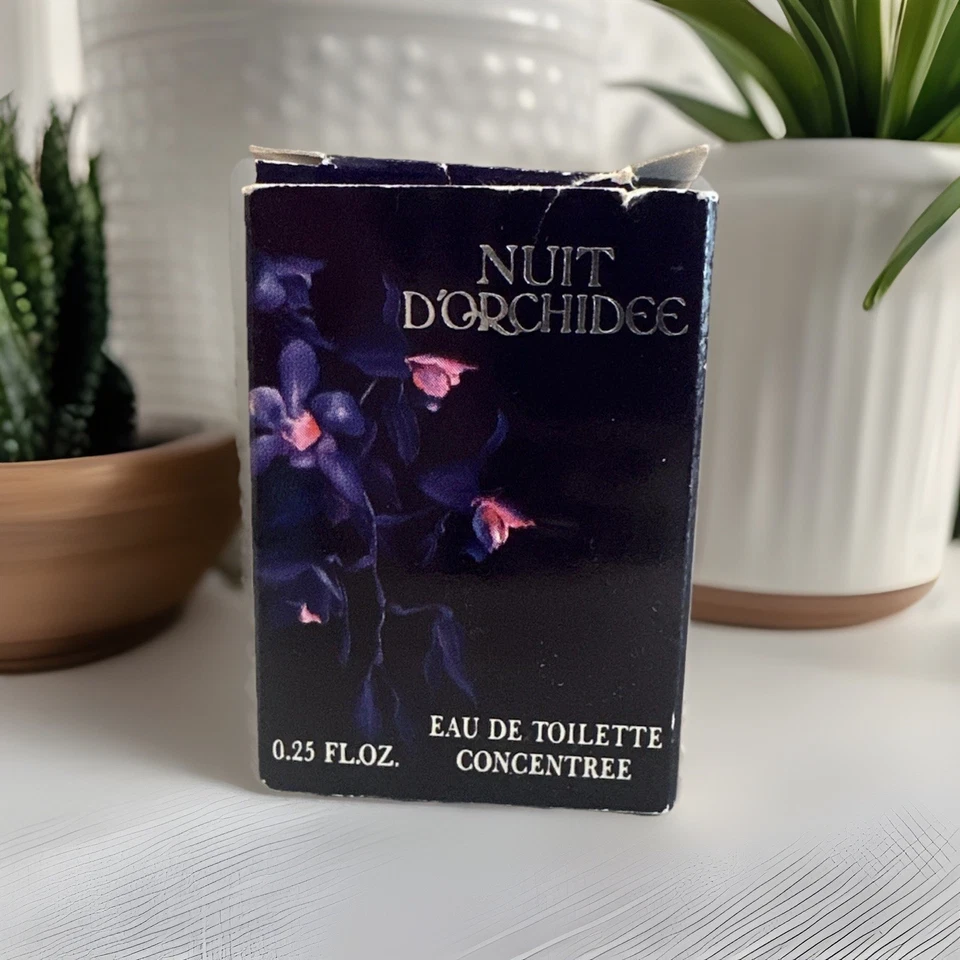 NUIT
D'ORCHIDEE
EAU DE TOILETTE
0.25 FL.OZ.
CONCENTREE